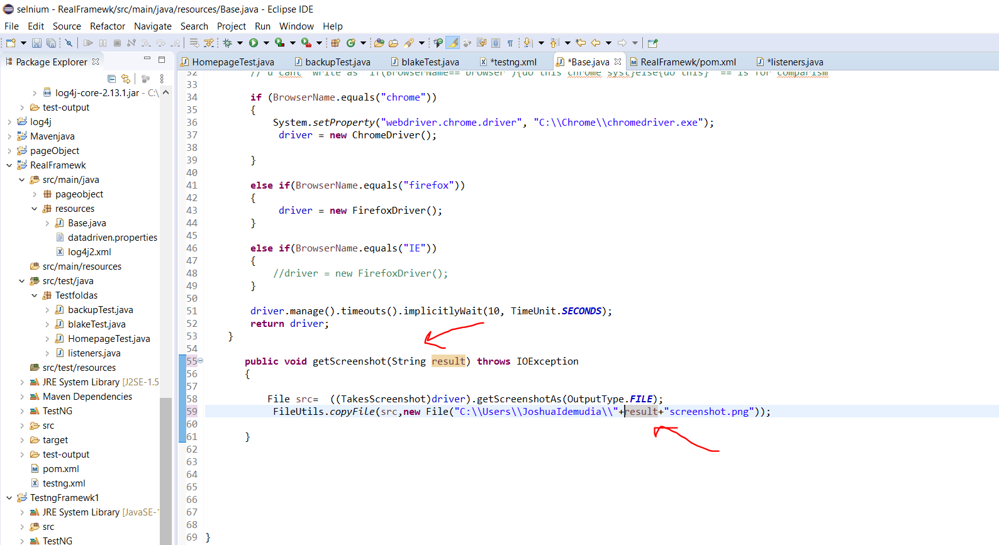 selnium - RealFramewk/src/main/java/resources/Base.java - Eclipse IDE
File Edit Source Refactor Navigate Search Project Run Window Help
Package Explorer
HomepageTest.java backupTest.java blakeTest.java *testng.xml *Base.java RealFramewk/pom.xml *listeners.java
log4j-core-2.13.1.jar - C:\
test-output
log4j
Mavenjava
pageObject
RealFramewk
src/main/java
pageobject
resources
Base.java
datadriven.properties
log4j2.xml
src/main/resources
src/test/java
Testfoldas
backupTest.java
blakeTest.java
HomepageTest.java
listeners.java
src/test/resources
JRE System Library [J2SE-1.5
Maven Dependencies
TestNG
src
target
test-output
pom.xml
testng.xml
TestngFramewk1
JRE System Library [JavaSE-1
src
TestNG
32 // u cant write as if(BrowserName== browser ){do this chrome syst}else{do this} == is for comparism
33
34 if (BrowserName.equals("chrome"))
35 {
36 System.setProperty("webdriver.chrome.driver", "C:\\Chrome\\chromedriver.exe");
37 driver = new ChromeDriver();
38
39 }
40
41 else if(BrowserName.equals("firefox"))
42 {
43 driver = new FirefoxDriver();
44 }
45
46 else if(BrowserName.equals("IE"))
47 {
48 //driver = new FirefoxDriver();
49 }
50
51 driver.manage().timeouts().implicitlyWait(10, TimeUnit.SECONDS);
52 return driver;
53 }
54
55 public void getScreenshot(String result) throws IOException
56 {
57
58 File src= ((TakesScreenshot)driver).getScreenshotAs(OutputType.FILE);
59 FileUtils.copyFile(src,new File("C:\\Users\\JoshuaIdemudia\\"+result+"screenshot.png"));
60
61 }
62
63
64
65
66
67
68
69 }